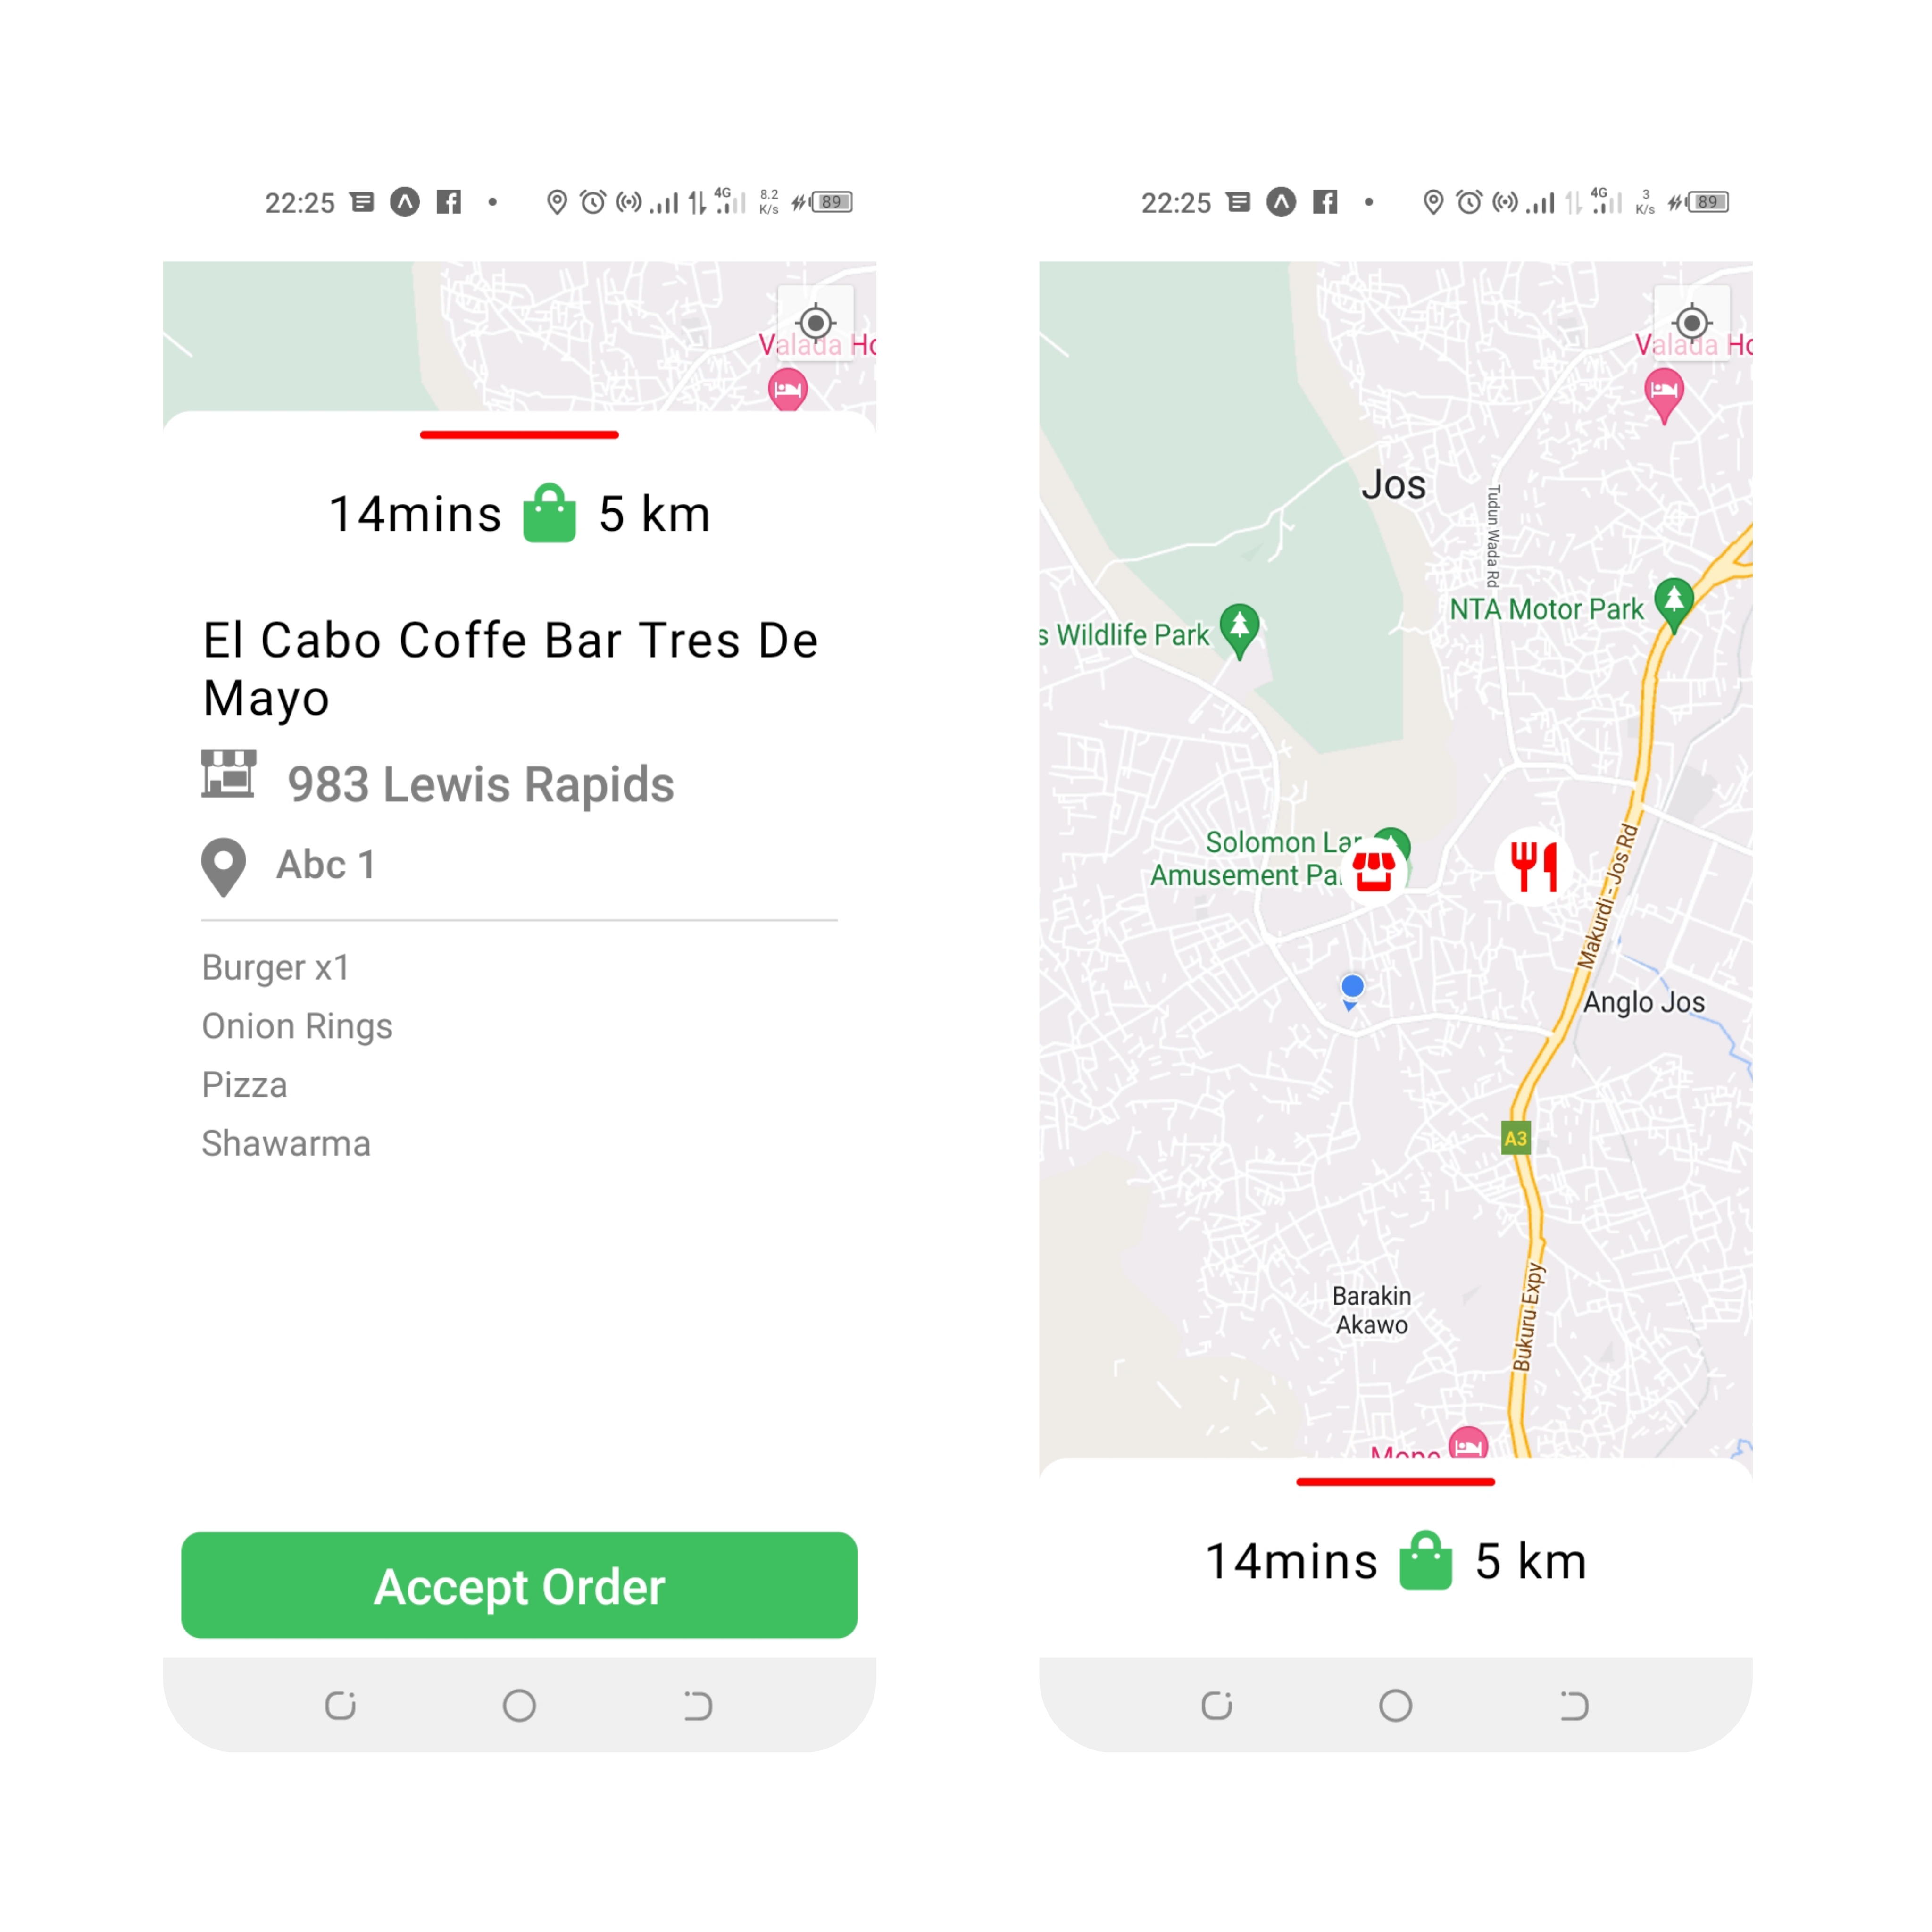 22:25
4G
8.2
K/s
89
Valada Ho
14mins 5 km
El Cabo Coffe Bar Tres De
Mayo
983 Lewis Rapids
Abc 1
Burger x1
Onion Rings
Pizza
Shawarma
Accept Order
22:25
4G
3
K/s
89
Valada Ho
Jos
Tudun Wada Rd
NTA Motor Park
s Wildlife Park
Solomon Lar
Amusement Pa
Makurdi - Jos Rd
Anglo Jos
A3
Barakin
Akawo
Bukuru Expy
14mins 5 km